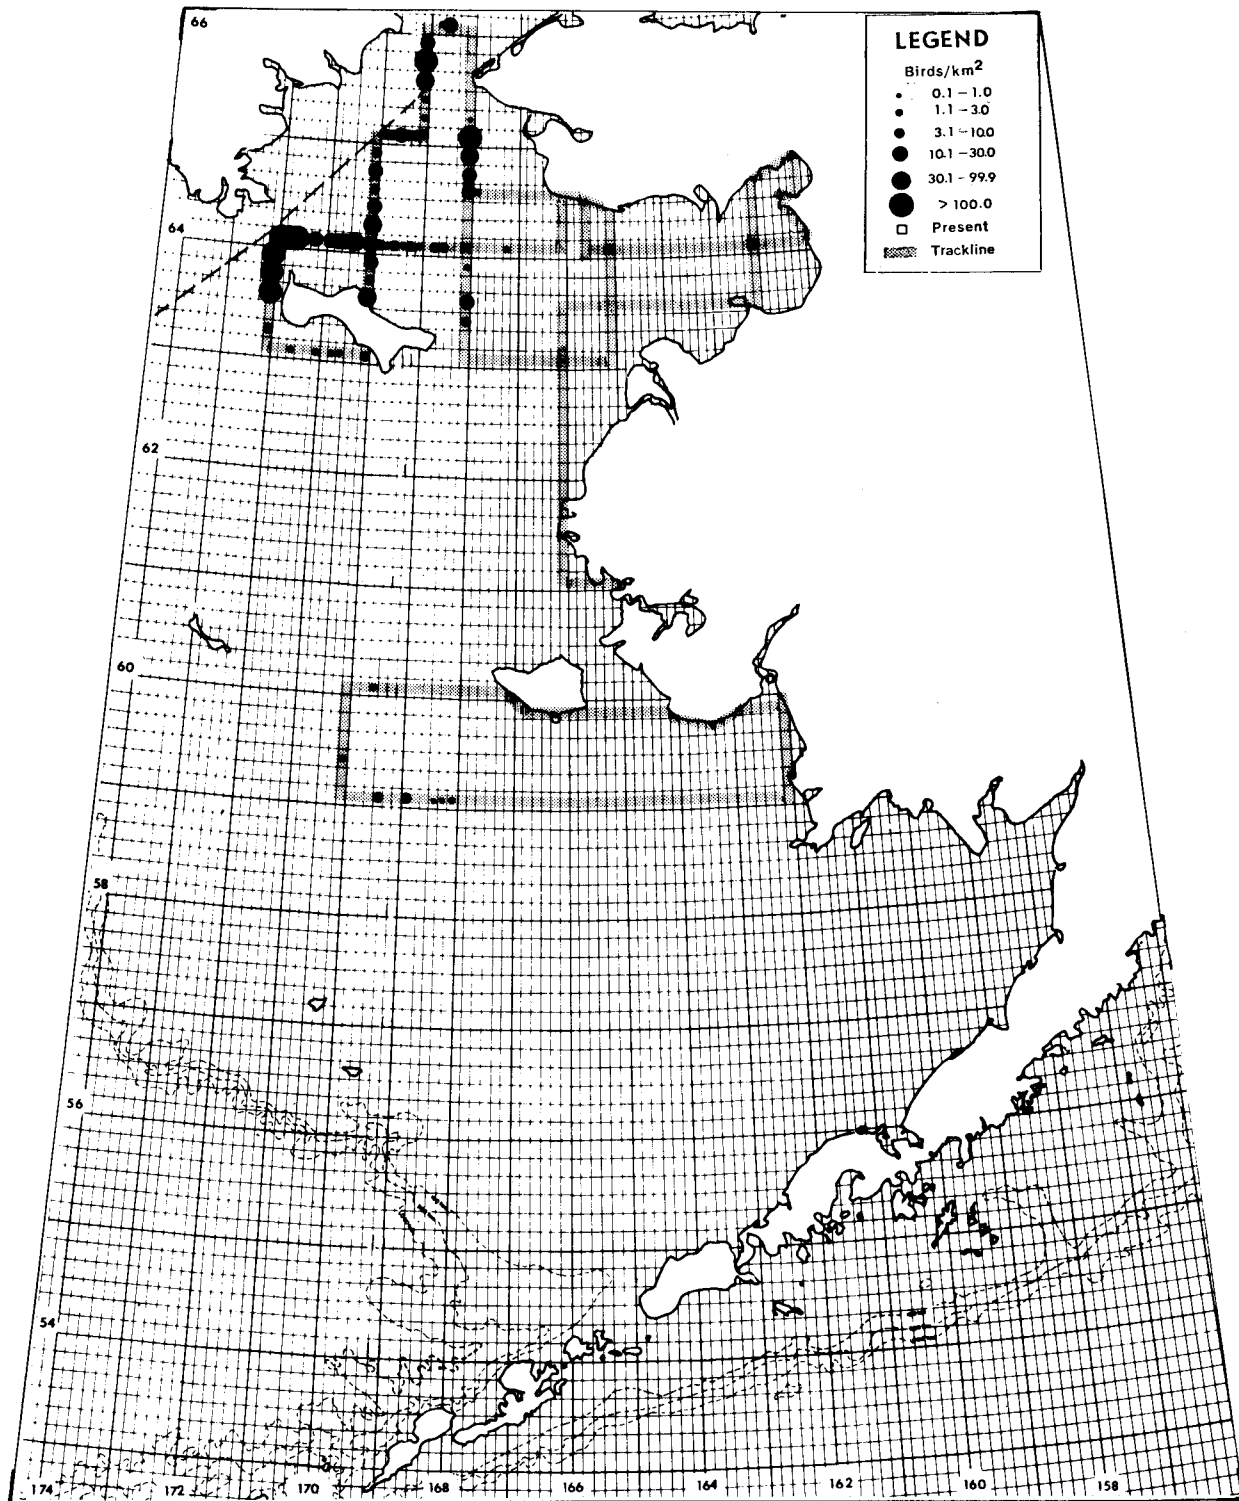 66
LEGEND
Birds/km2
0.1 – 1.0
1.1 – 3.0
3.1 – 10.0
10.1 – 30.0
30.1 – 99.9
> 100.0
Present
Trackline
64
62
60
58
56
54
174 172 170 168 166 164 162 160 158